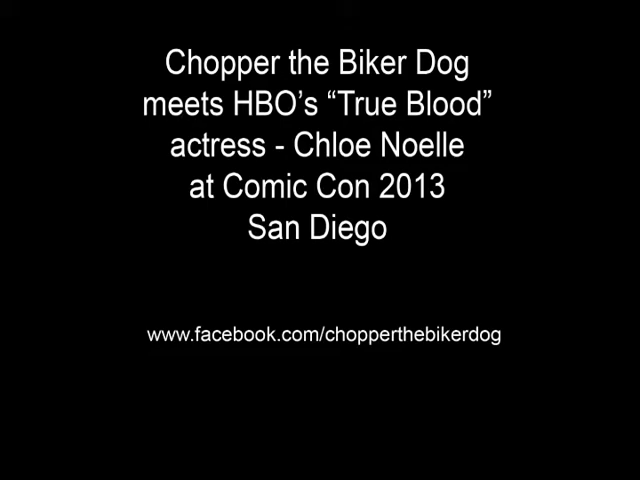 Chopper the Biker Dog
meets HBO’s “True Blood”
actress - Chloe Noelle
at Comic Con 2013
San Diego
www.facebook.com/chopperthebikerdog